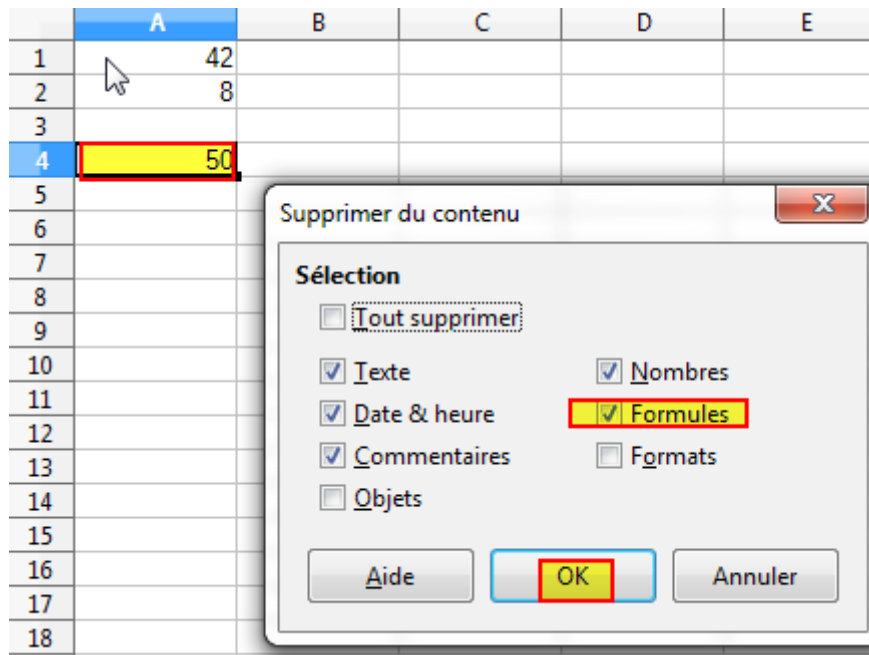 A B C D E
1 42
2 8
3
4 50
5
6
7
8
9
10
11
12
13
14
15
16
17
18
Supprimer du contenu
Sélection
Tout supprimer
Texte Nombres
Date & heure Formules
Commentaires Formats
Objets
Aide OK Annuler